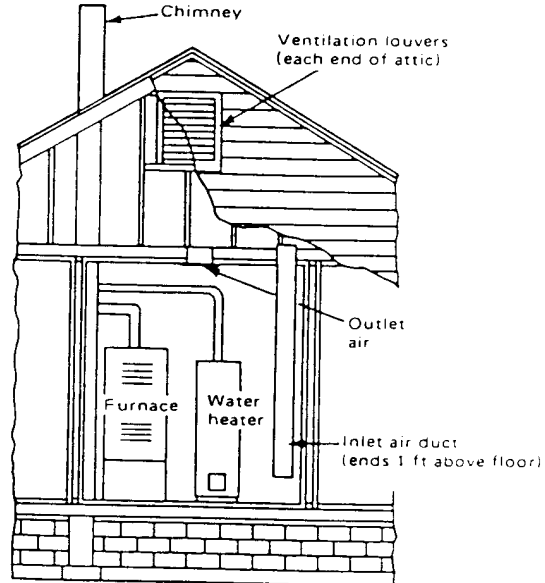 Chimney
Ventilation louvers
(each end of attic)
Outlet
air
Furnace
Water
heater
Inlet air duct
(ends 1 ft above floor)